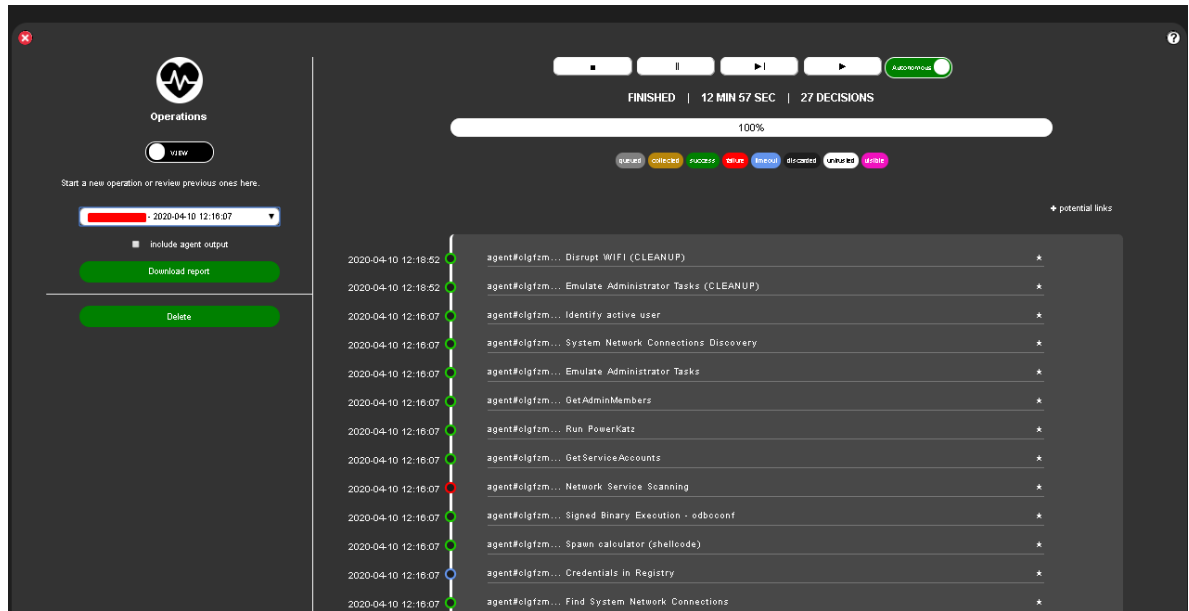 Operations
VIEW
Start a new operation or review previous ones here.
- 2020-04-10 12:16:07
include agent output
Download report
Delete
Autonomous
FINISHED | 12 MIN 57 SEC | 27 DECISIONS
100%
queued collected success failure timeout discarded untrusted visible
+ potential links
2020-04-10 12:18:52 agent#clgfzm... Disrupt WIFI (CLEANUP) ★
2020-04-10 12:18:52 agent#clgfzm... Emulate Administrator Tasks (CLEANUP) ★
2020-04-10 12:16:07 agent#clgfzm... Identify active user ★
2020-04-10 12:16:07 agent#clgfzm... System Network Connections Discovery ★
2020-04-10 12:16:07 agent#clgfzm... Emulate Administrator Tasks ★
2020-04-10 12:16:07 agent#clgfzm... GetAdminMembers ★
2020-04-10 12:16:07 agent#clgfzm... Run PowerKatz ★
2020-04-10 12:16:07 agent#clgfzm... GetServiceAccounts ★
2020-04-10 12:16:07 agent#clgfzm... Network Service Scanning ★
2020-04-10 12:16:07 agent#clgfzm... Signed Binary Execution - odbcconf ★
2020-04-10 12:16:07 agent#clgfzm... Spawn calculator (shellcode) ★
2020-04-10 12:16:07 agent#clgfzm... Credentials in Registry ★
2020-04-10 12:16:07 agent#clgfzm... Find System Network Connections ★